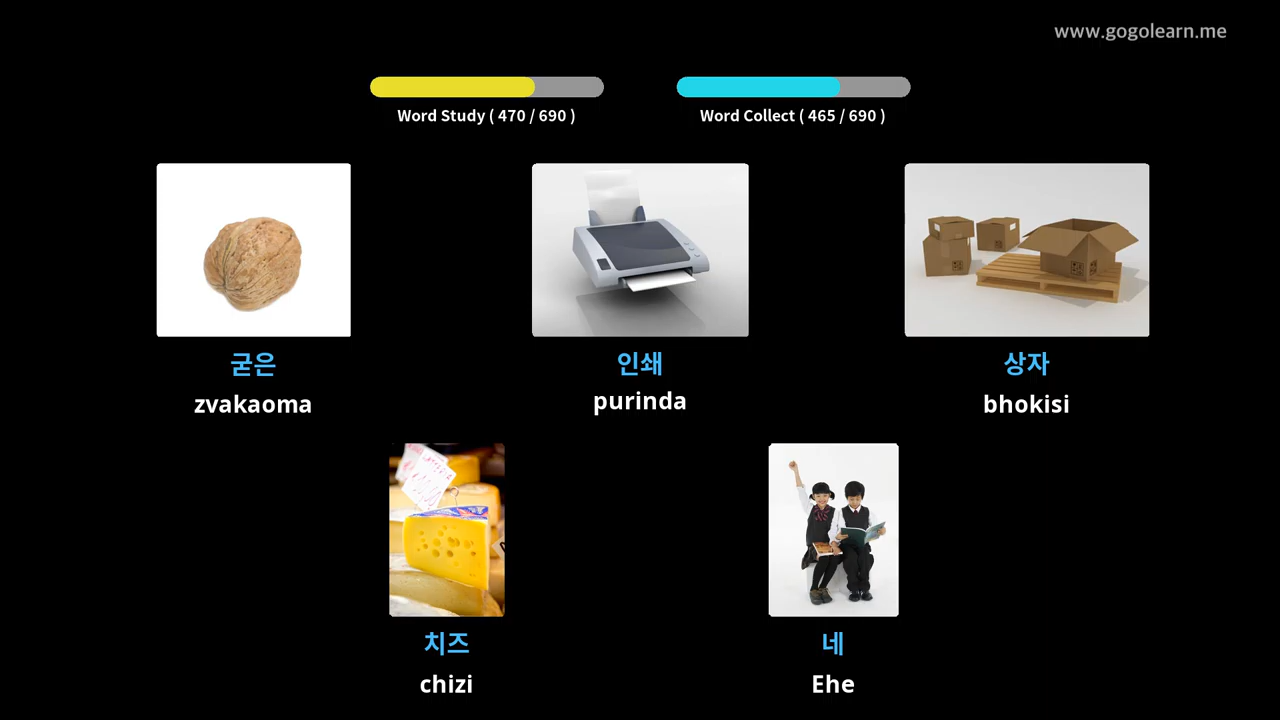 www.gogolearn.me
Word Study ( 470 / 690 )
Word Collect ( 465 / 690 )
굳은
zvakaoma
인쇄
purinda
상자
bhokisi
치즈
chizi
네
Ehe